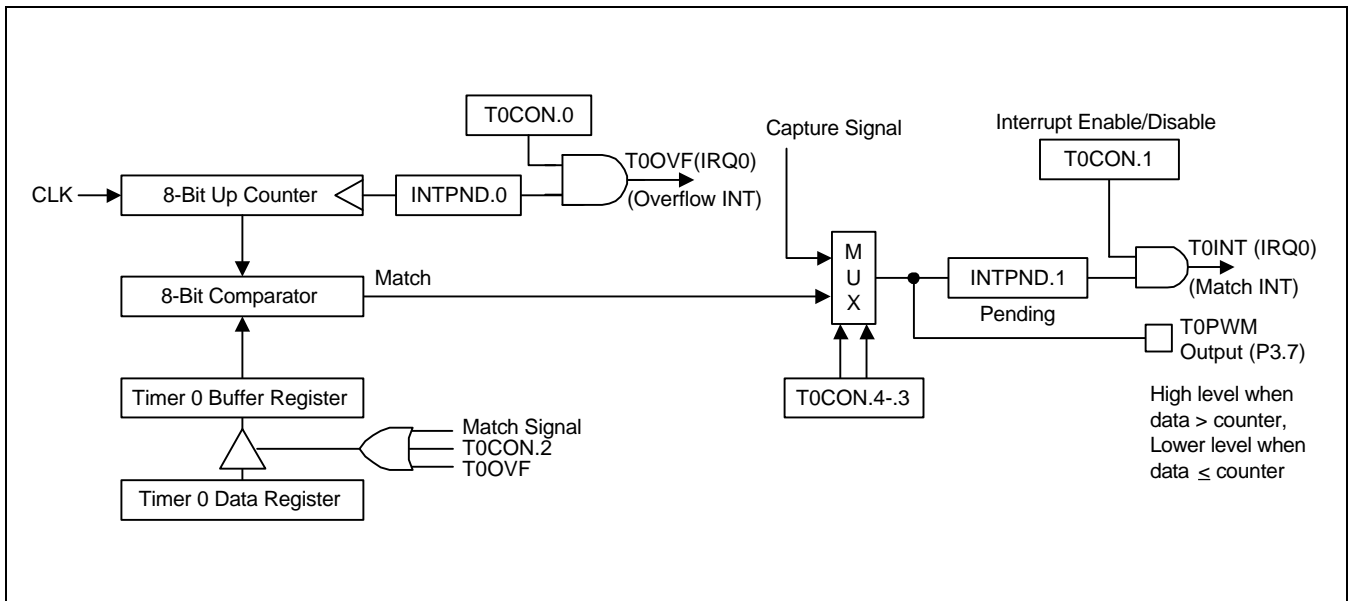 T0CON.0
Capture Signal
Interrupt Enable/Disable
T0CON.1
CLK
8-Bit Up Counter
INTPND.0
T0OVF(IRQ0)
(Overflow INT)
8-Bit Comparator
Match
M
U
X
INTPND.1
Pending
T0INT (IRQ0)
(Match INT)
T0PWM
Output (P3.7)
Timer 0 Buffer Register
T0CON.4-.3
High level when
data > counter,
Lower level when
data ≤ counter
Match Signal
T0CON.2
T0OVF
Timer 0 Data Register